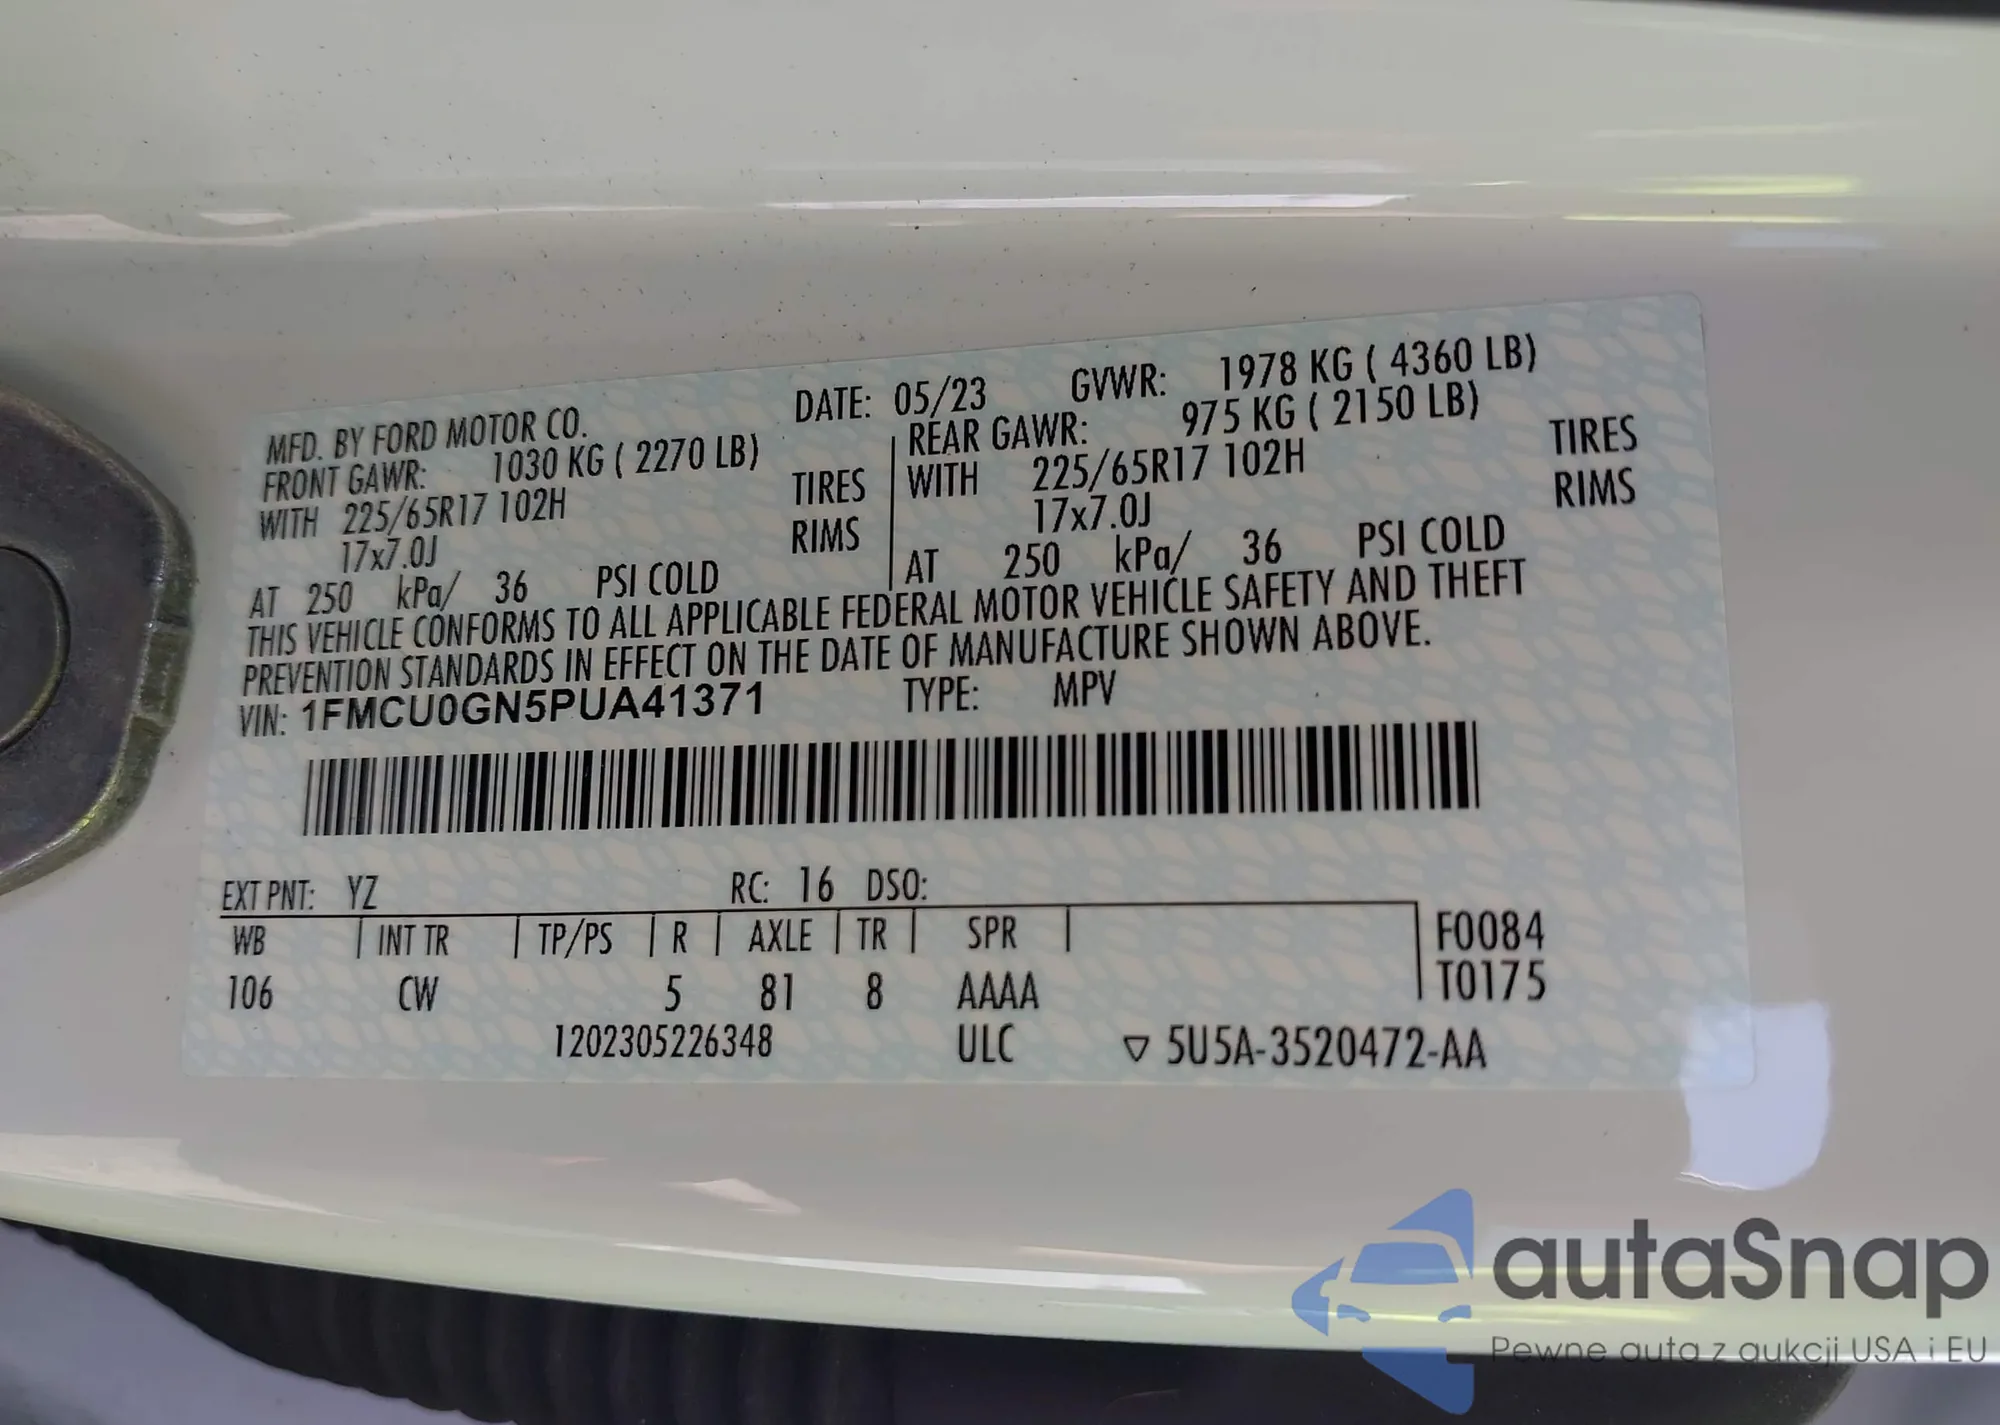 MFD. BY FORD MOTOR CO. DATE: 05/23 GVWR: 1978 KG ( 4360 LB)
FRONT GAWR: 1030 KG ( 2270 LB) REAR GAWR: 975 KG ( 2150 LB)
WITH 225/65R17 102H TIRES WITH 225/65R17 102H TIRES
17x7.0J RIMS 17x7.0J RIMS
AT 250 kPa/ 36 PSI COLD AT 250 kPa/ 36 PSI COLD
THIS VEHICLE CONFORMS TO ALL APPLICABLE FEDERAL MOTOR VEHICLE SAFETY AND THEFT
PREVENTION STANDARDS IN EFFECT ON THE DATE OF MANUFACTURE SHOWN ABOVE.
VIN: 1FMCU0GN5PUA41371 TYPE: MPV
EXT PNT: YZ RC: 16 DSO:
WB INT TR TP/PS R AXLE TR SPR F0084
106 CW 5 81 8 AAAA T0175
1202305226348 ULC ▽ 5U5A-3520472-AA
autaSnap
Pewne auta z aukcji USA i EU